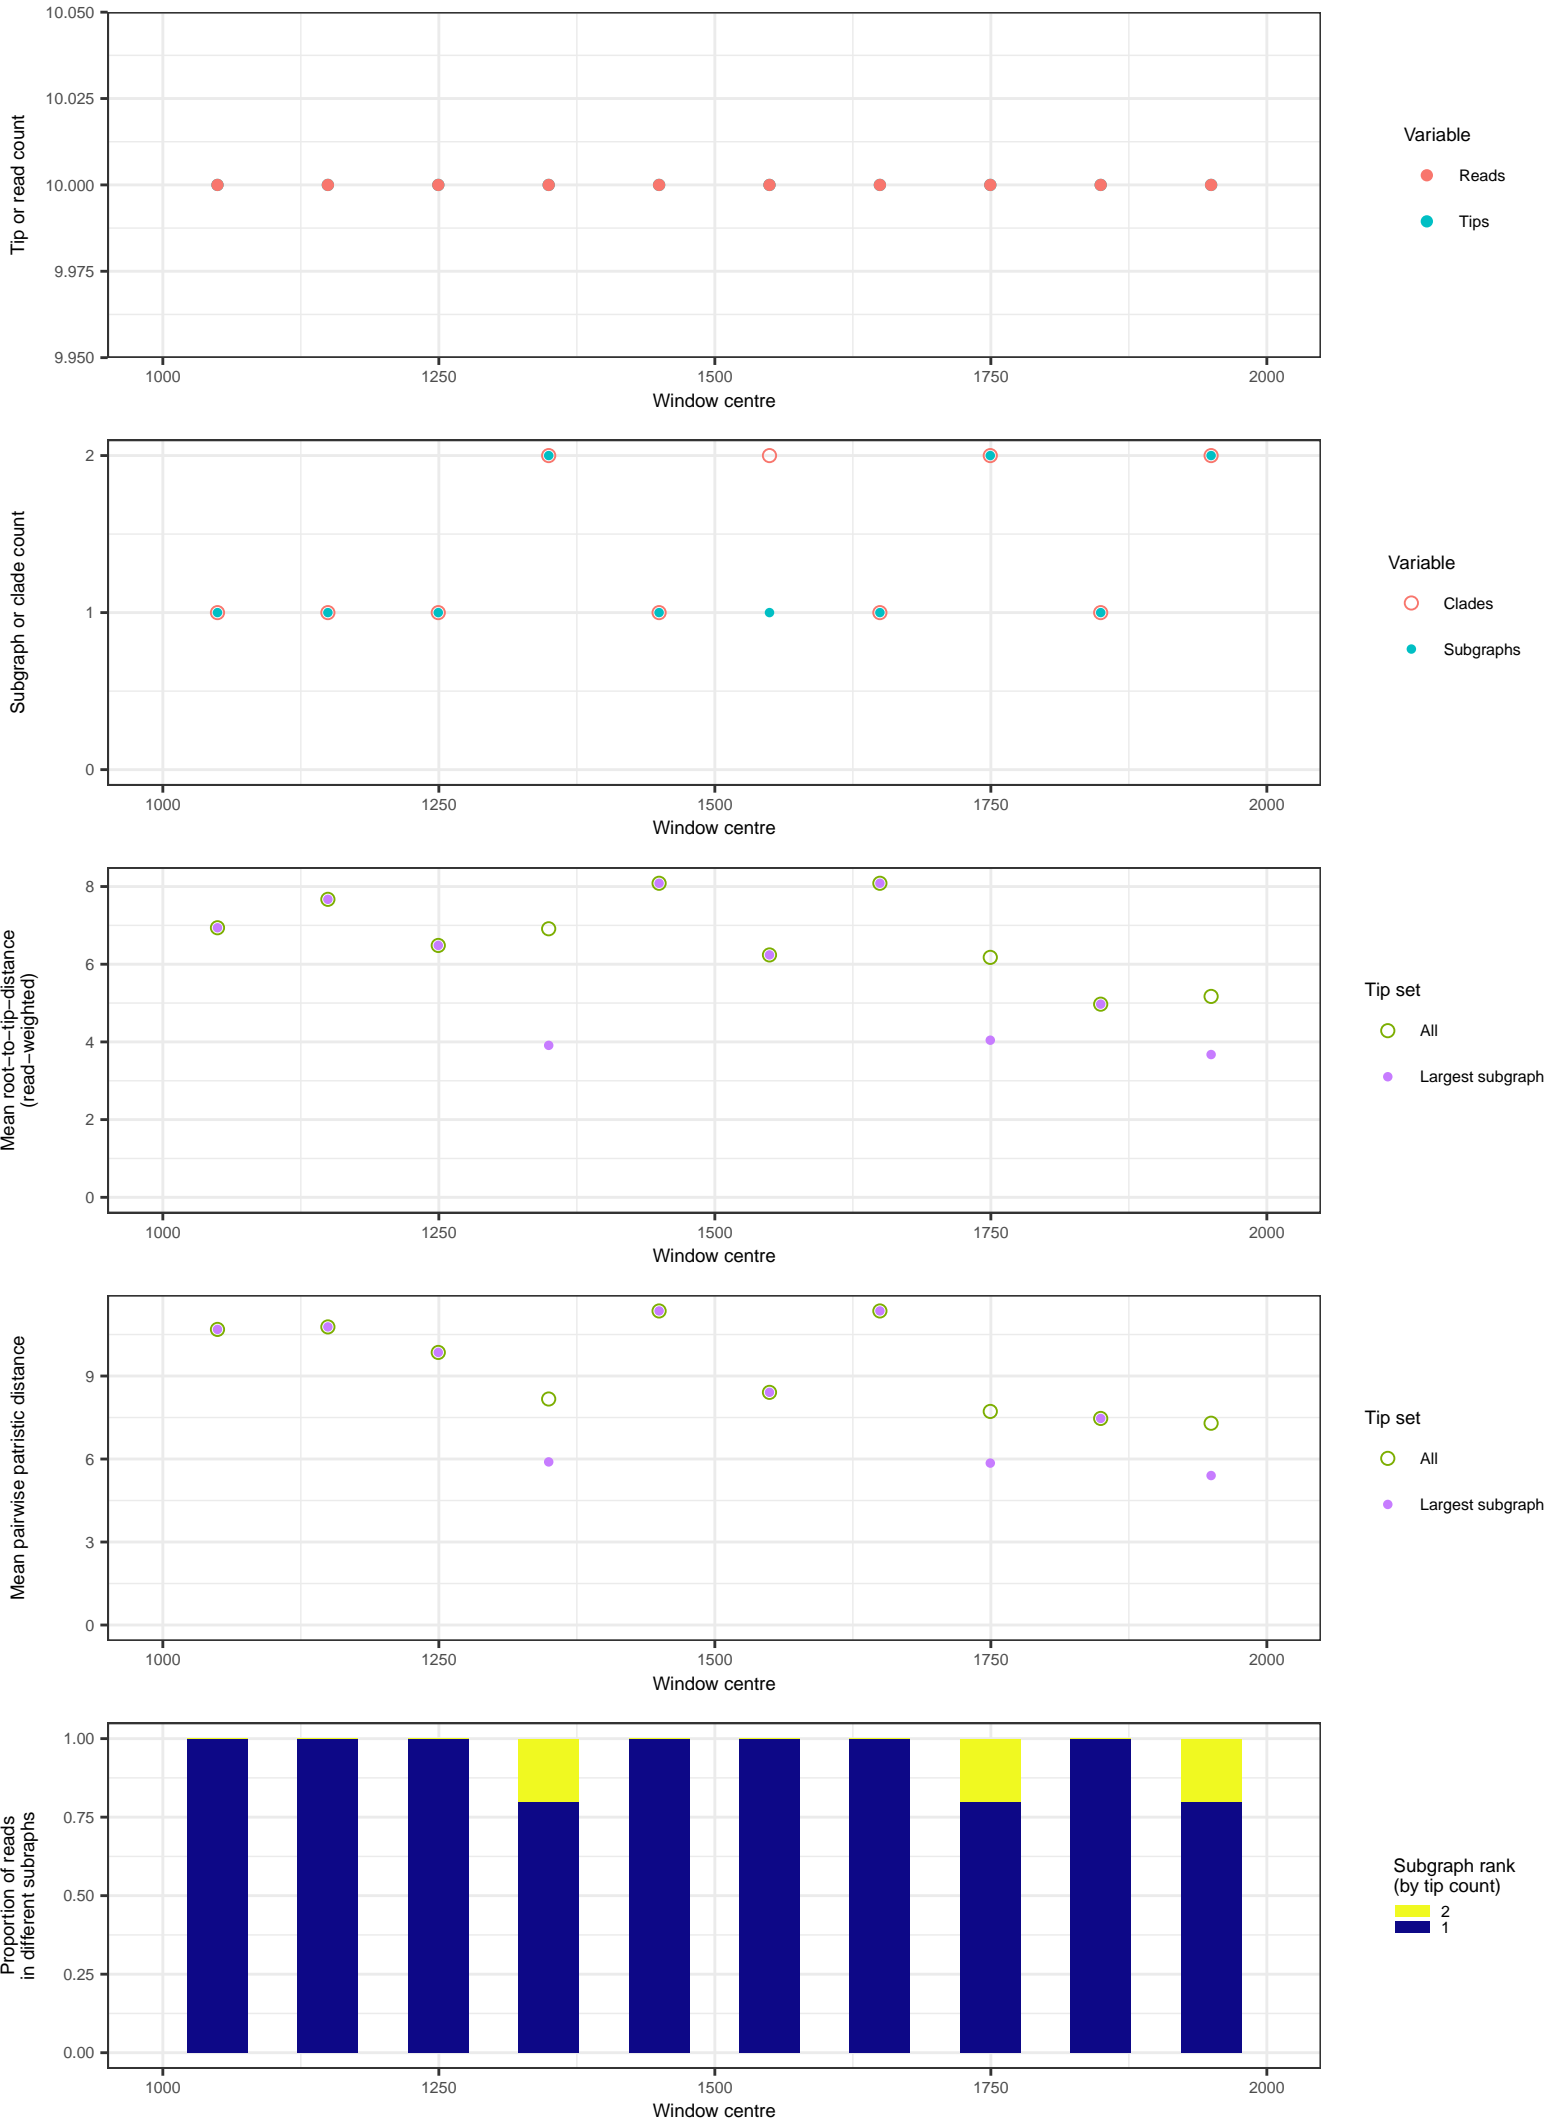 10.050
10.025
10.000
9.975
9.950
Tip or read count
1000 1250 1500 1750 2000
Window centre
Variable
Reads
Tips
2
1
0
Subgraph or clade count
1000 1250 1500 1750 2000
Window centre
Variable
Clades
Subgraphs
8
6
4
2
0
Mean root−to−tip−distance
(read−weighted)
1000 1250 1500 1750 2000
Window centre
Tip set
All
Largest subgraph
9
6
3
0
Mean pairwise patristic distance
1000 1250 1500 1750 2000
Window centre
Tip set
All
Largest subgraph
1.00
0.75
0.50
0.25
0.00
Proportion of reads
in different subraphs
1000 1250 1500 1750 2000
Window centre
Subgraph rank
(by tip count)
2
1